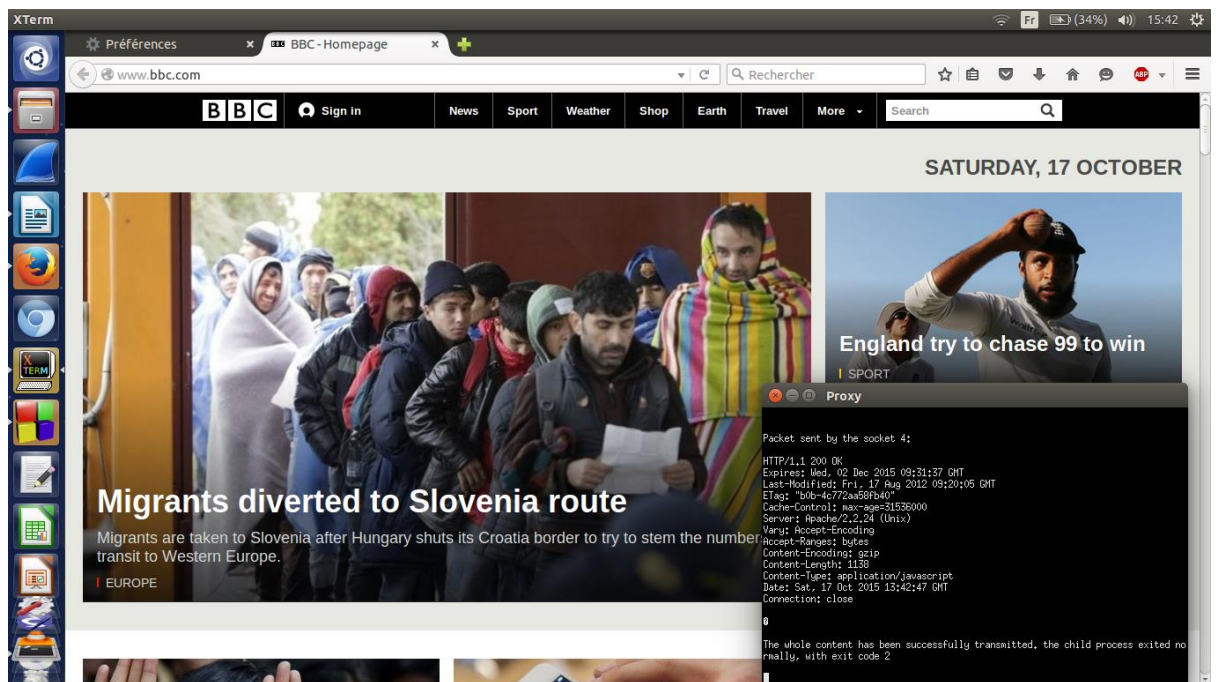 XTerm
Fr (34%) 15:42
Préférences × BBC BBC - Homepage ×
www.bbc.com
Rechercher
ABP
BBC Sign in News Sport Weather Shop Earth Travel More Search
SATURDAY, 17 OCTOBER
Migrants diverted to Slovenia route
Migrants are taken to Slovenia after Hungary shuts its Croatia border to try to stem the number
transit to Western Europe.
EUROPE
Waitrose
England try to chase 99 to win
SPORT
X
TERM
Proxy
Packet sent by the socket 4:
HTTP/1.1 200 OK
Expires: Wed, 02 Dec 2015 09:31:37 GMT
Last-Modified: Fri, 17 Aug 2012 09:20:05 GMT
ETag: "b0b-4c772aa58fb40"
Cache-Control: max-age=31536000
Server: Apache/2.2.24 (Unix)
Vary: Accept-Encoding
Accept-Ranges: bytes
Content-Encoding: gzip
Content-Length: 1138
Content-Type: application/javascript
Date: Sat, 17 Oct 2015 13:42:47 GMT
Connection: close
The whole content has been successfully transmitted, the child process exited no
rmally, with exit code 2